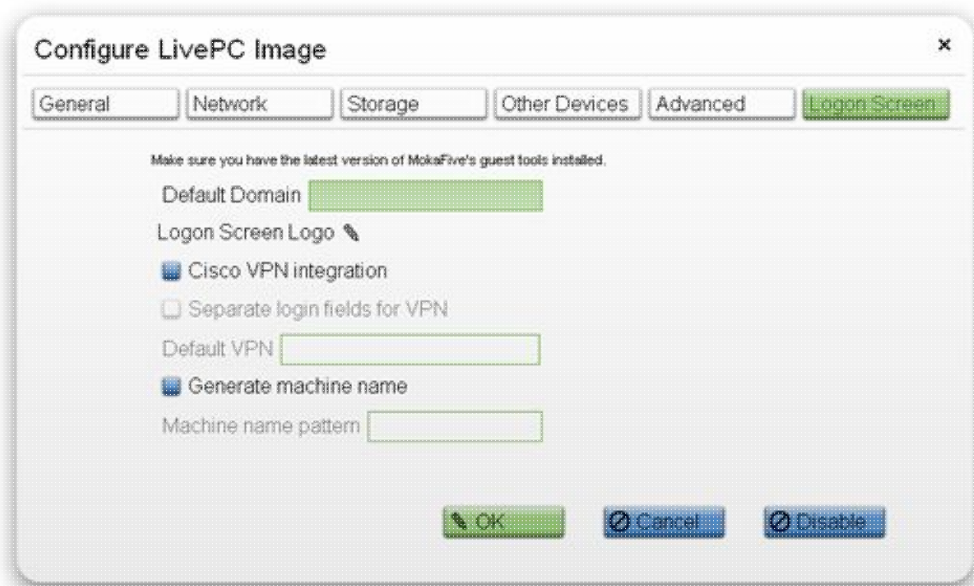 Configure LivePC Image
General Network Storage Other Devices Advanced Logon Screen
Make sure you have the latest version of MokaFive's guest tools installed.
Default Domain
Logon Screen Logo
Cisco VPN integration
Separate login fields for VPN
Default VPN
Generate machine name
Machine name pattern
OK Cancel Disable